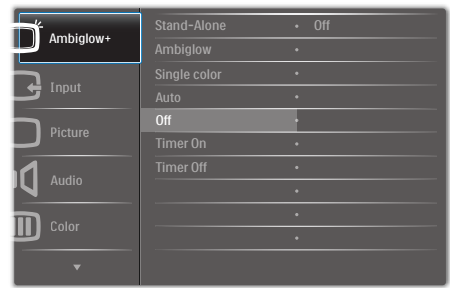 Ambiglow+
Input
Picture
Audio
Color
Stand-Alone • Off
Ambiglow •
Single color •
Auto •
Off •
Timer On •
Timer Off •
•
•
•